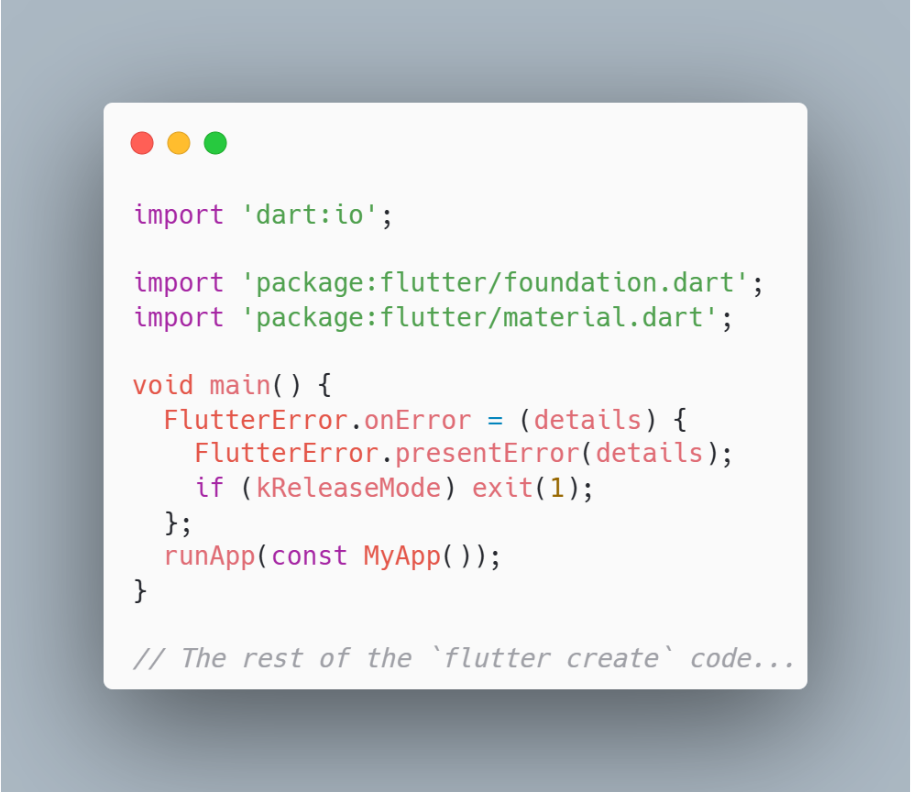 import 'dart:io';

import 'package:flutter/foundation.dart';
import 'package:flutter/material.dart';

void main() {
  FlutterError.onError = (details) {
    FlutterError.presentError(details);
    if (kReleaseMode) exit(1);
  };
  runApp(const MyApp());
}

// The rest of the `flutter create` code...